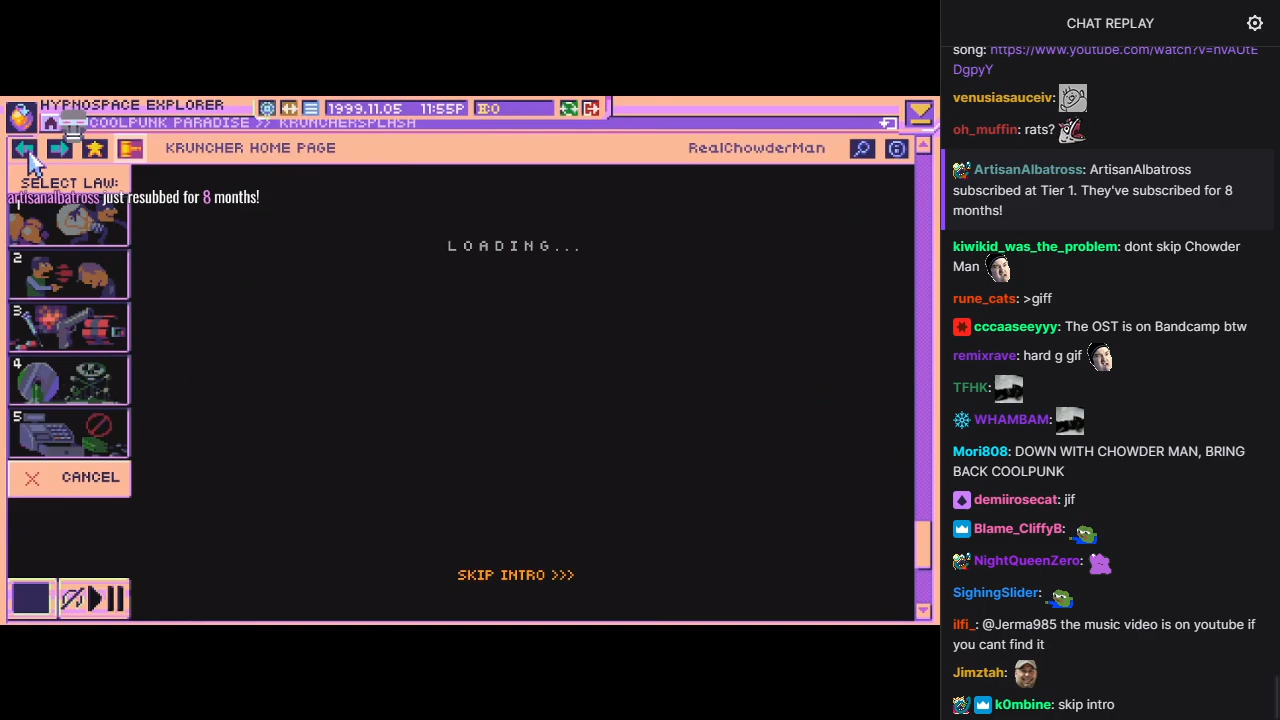 HYPNOSPACE EXPLORER
1999.11.05 11:55P
0
COOLPUNK PARADISE >> KRUNCHERSPLASH
KRUNCHER HOME PAGE
RealChowderMan
SELECT LAW:
artisanalbatross just resubbed for 8 months!
1
2
3
4
5
CANCEL
LOADING...
SKIP INTRO >>>
CHAT REPLAY
song: https://www.youtube.com/watch?v=hvAUtE
DgpyY
venusiasauceiv:
oh_muffin: rats?
ArtisanAlbatross: ArtisanAlbatross
subscribed at Tier 1. They've subscribed for 8
months!
kiwikid_was_the_problem: dont skip Chowder
Man
rune_cats: >giff
cccaaseeyyy: The OST is on Bandcamp btw
remixrave: hard g gif
TFHK:
WHAMBAM:
Mori808: DOWN WITH CHOWDER MAN, BRING
BACK COOLPUNK
demiirosecat: jif
Blame_CliffyB:
NightQueenZero:
SighingSlider:
ilfi_: @Jerma985 the music video is on youtube if
you cant find it
Jimztah:
k0mbine: skip intro